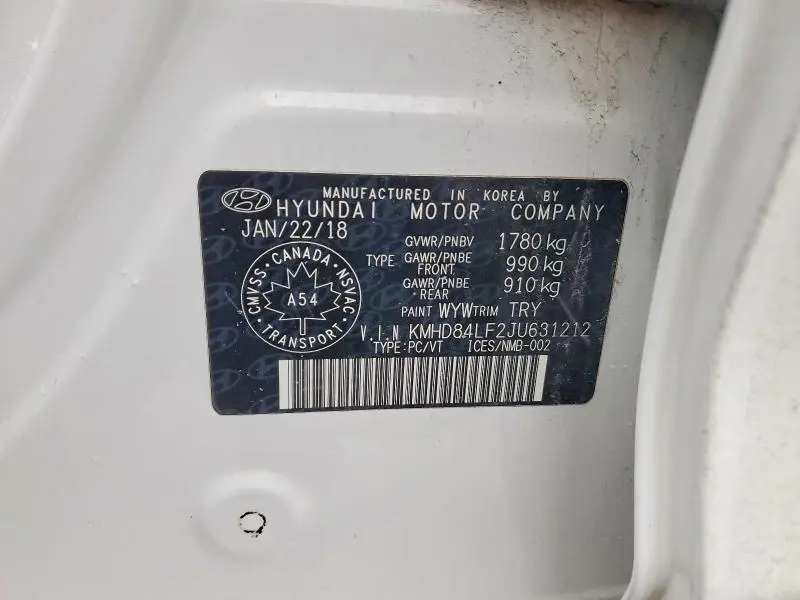 MANUFACTURED IN KOREA BY
HYUNDAI MOTOR COMPANY
JAN/22/18
GVWR/PNBV 1780 kg
TYPE GAWR/PNBE FRONT 990 kg
GAWR/PNBE REAR 910 kg
PAINT WYW TRIM TRY
CMVSS • CANADA • NSVAC
A54
TRANSPORT
V.I.N KMHD84LF2JU631212
TYPE:PC/VT ICES/NMB-002